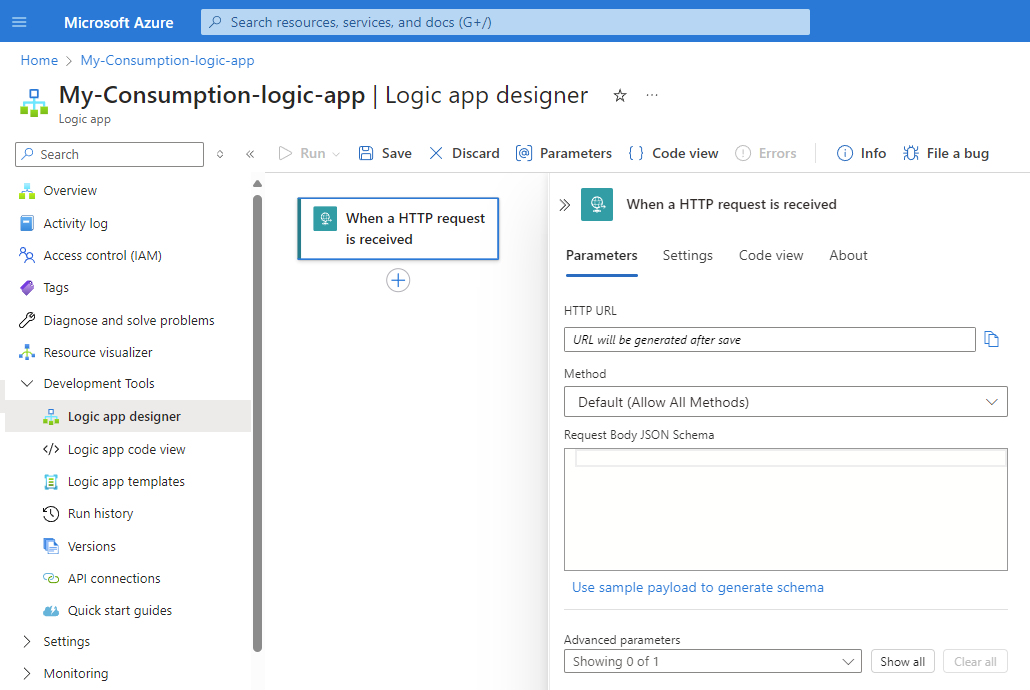 Microsoft Azure
Search resources, services, and docs (G+/)
Home > My-Consumption-logic-app
My-Consumption-logic-app | Logic app designer
Logic app
Search
Run
Save
Discard
Parameters
Code view
Errors
Info
File a bug
Overview
Activity log
Access control (IAM)
Tags
Diagnose and solve problems
Resource visualizer
Development Tools
Logic app designer
Logic app code view
Logic app templates
Run history
Versions
API connections
Quick start guides
Settings
Monitoring
When a HTTP request
is received
When a HTTP request is received
Parameters
Settings
Code view
About
HTTP URL
URL will be generated after save
Method
Default (Allow All Methods)
Request Body JSON Schema
Use sample payload to generate schema
Advanced parameters
Showing 0 of 1
Show all
Clear all